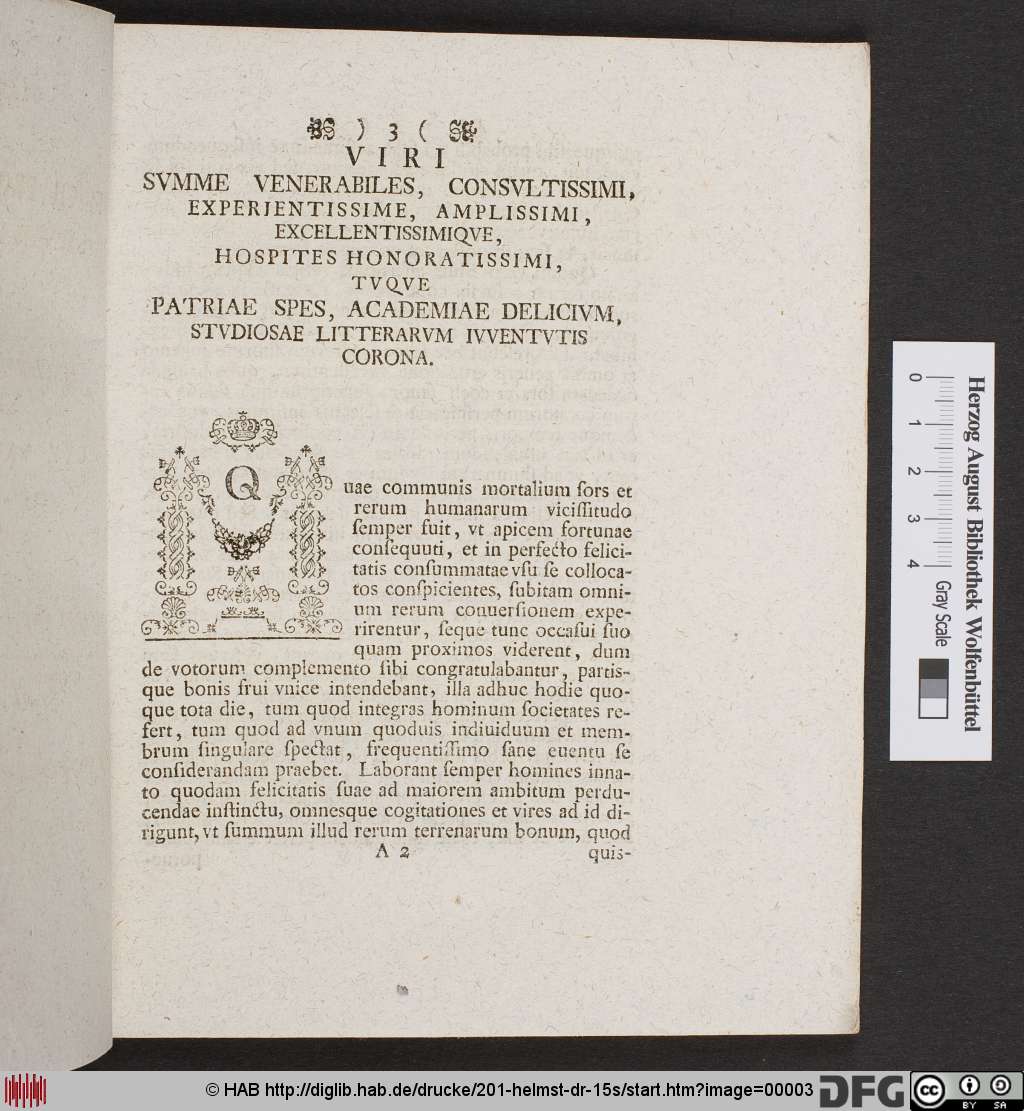 ) 3 (
VIRI
SVMME VENERABILES, CONSVLTISSIMI,
EXPERIENTISSIME, AMPLISSIMI,
EXCELLENTISSIMIQVE,
HOSPITES HONORATISSIMI,
TVQVE
PATRIAE SPES, ACADEMIAE DELICIVM,
STVDIOSAE LITTERARVM IVVENTVTIS
CORONA.
Quae communis mortalium ſors et
rerum humanarum viciſſitudo
ſemper fuit, vt apicem fortunae
conſequuti, et in perfecto felici-
tatis conſummatae vſu ſe colloca-
tos conſpicientes, ſubitam omni-
um rerum conuerſionem expe-
rirentur, ſeque tunc occaſui ſuo
quam proximos viderent, dum
de votorum complemento ſibi congratulabantur, partis-
que bonis frui vnice intendebant, illa adhuc hodie quo-
que tota die, tum quod integras hominum ſocietates re-
fert, tum quod ad vnum quoduis indiuiduum et mem-
brum ſingulare ſpectat, frequentiſſimo ſane euentu ſe
conſiderandam praebet. Laborant ſemper homines inna-
to quodam felicitatis ſuae ad maiorem ambitum perdu-
cendae inſtinctu, omnesque cogitationes et vires ad id di-
rigunt, vt ſummum illud rerum terrenarum bonum, quod
A 2 quis-
Herzog August Bibliothek Wolfenbüttel
0 1 2 3 4
Gray Scale
© HAB http://diglib.hab.de/drucke/201-helmst-dr-15s/start.htm?image=00003
DFG
cc BY SA